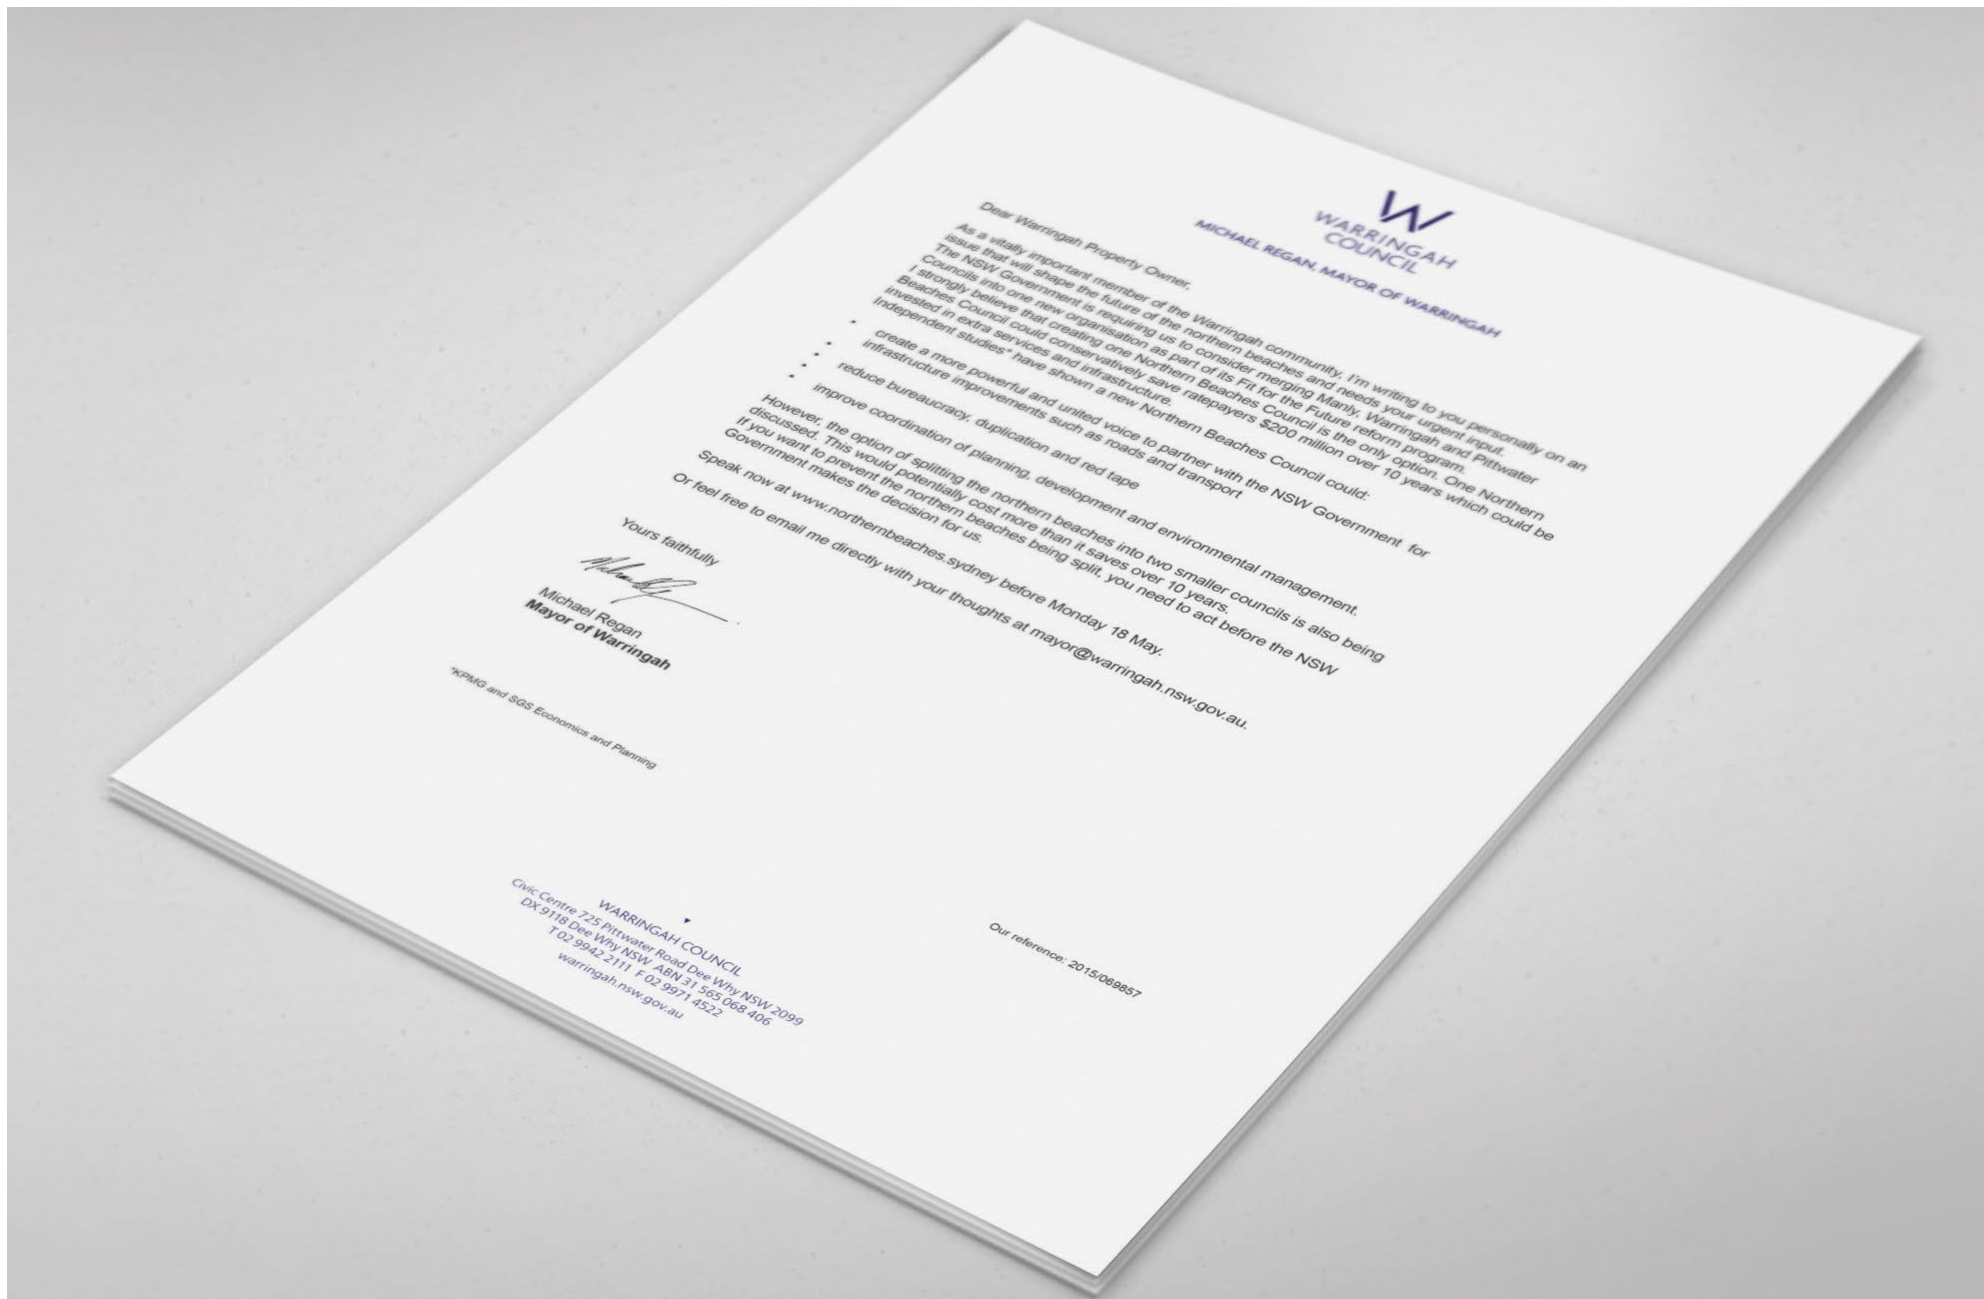 W
WARRINGAH
COUNCIL
MICHAEL REGAN, MAYOR OF WARRINGAH
Dear Warringah Property Owner,
As a vitally important member of the Warringah community, I'm writing to you personally on an
issue that will shape the future of the northern beaches and needs your urgent input.
The NSW Government is requiring us to consider merging Manly, Warringah and Pittwater
Councils into one new organisation as part of its Fit for the Future reform program.
I strongly believe that creating one Northern Beaches Council is the only option. One Northern
Beaches Council could conservatively save ratepayers $200 million over 10 years which could be
invested in extra services and infrastructure.
Independent studies* have shown a new Northern Beaches Council could:
• create a more powerful and united voice to partner with the NSW Government for
infrastructure improvements such as roads and transport
• reduce bureaucracy, duplication and red tape
• improve coordination of planning, development and environmental management.
However, the option of splitting the northern beaches into two smaller councils is also being
discussed. This would potentially cost more than it saves over 10 years.
If you want to prevent the northern beaches being split, you need to act before the NSW
Government makes the decision for us.
Speak now at www.northernbeaches.sydney before Monday 18 May.
Or feel free to email me directly with your thoughts at mayor@warringah.nsw.gov.au.
Yours faithfully
Michael Regan
Mayor of Warringah
*KPMG and SGS Economics and Planning
Our reference: 2015/069857
WARRINGAH COUNCIL
Civic Centre 725 Pittwater Road Dee Why NSW 2099
DX 9118 Dee Why NSW ABN 31 565 068 406
T 02 9942 2111 F 02 9971 4522
warringah.nsw.gov.au